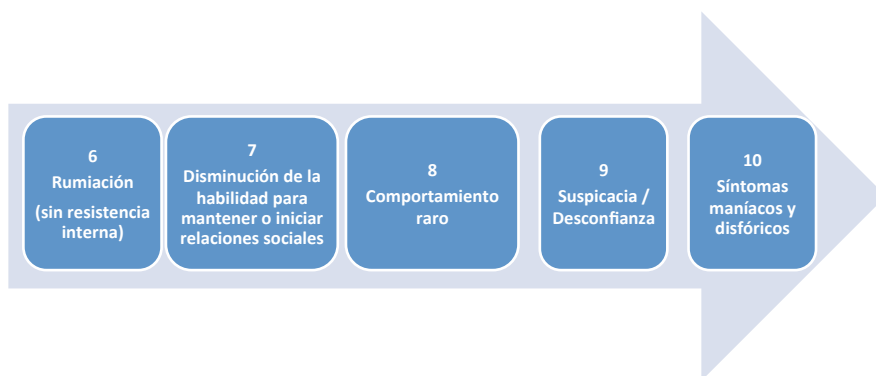 6
Rumiación
(sin resistencia
interna)
7
Disminución de la
habilidad para
mantener o iniciar
relaciones sociales
8
Comportamiento
raro
9
Suspicacia /
Desconfianza
10
Síntomas
maníacos y
disfóricos